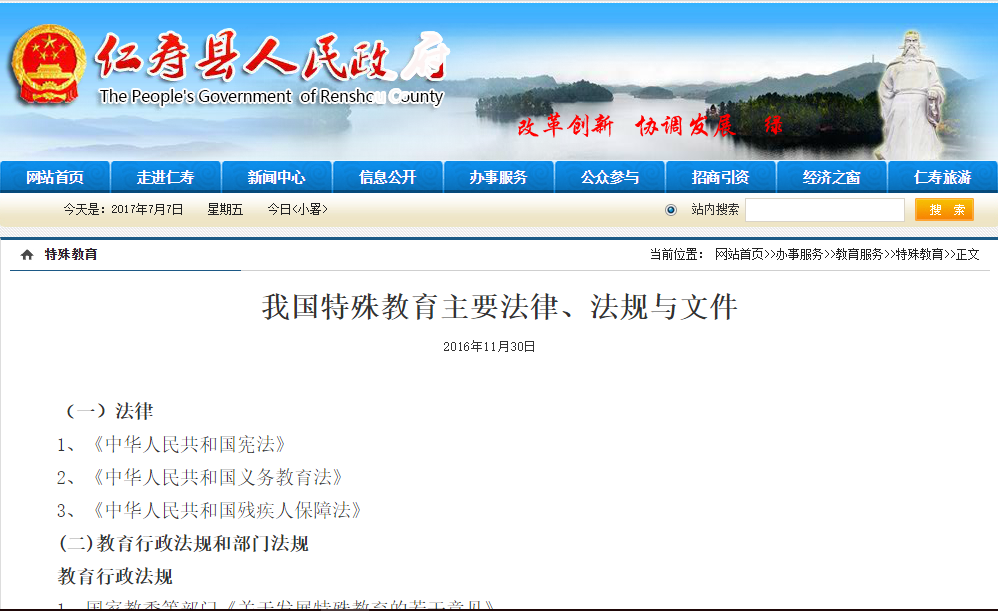 仁寿县人民政府
The People's Government of Renshou County
改革创新 协调发展 绿
网站首页 走进仁寿 新闻中心 信息公开 办事服务 公众参与 招商引资 经济之窗 仁寿旅游
今天是：2017年7月7日 星期五 今日<小署> 站内搜索 搜 索
特殊教育 当前位置： 网站首页>>办事服务>>教育服务>>特殊教育>>正文
我国特殊教育主要法律、法规与文件
2016年11月30日
（一）法律
1、《中华人民共和国宪法》
2、《中华人民共和国义务教育法》
3、《中华人民共和国残疾人保障法》
(二)教育行政法规和部门法规
教育行政法规
1、国家教委等部门《关于发展特殊教育的若干意见》